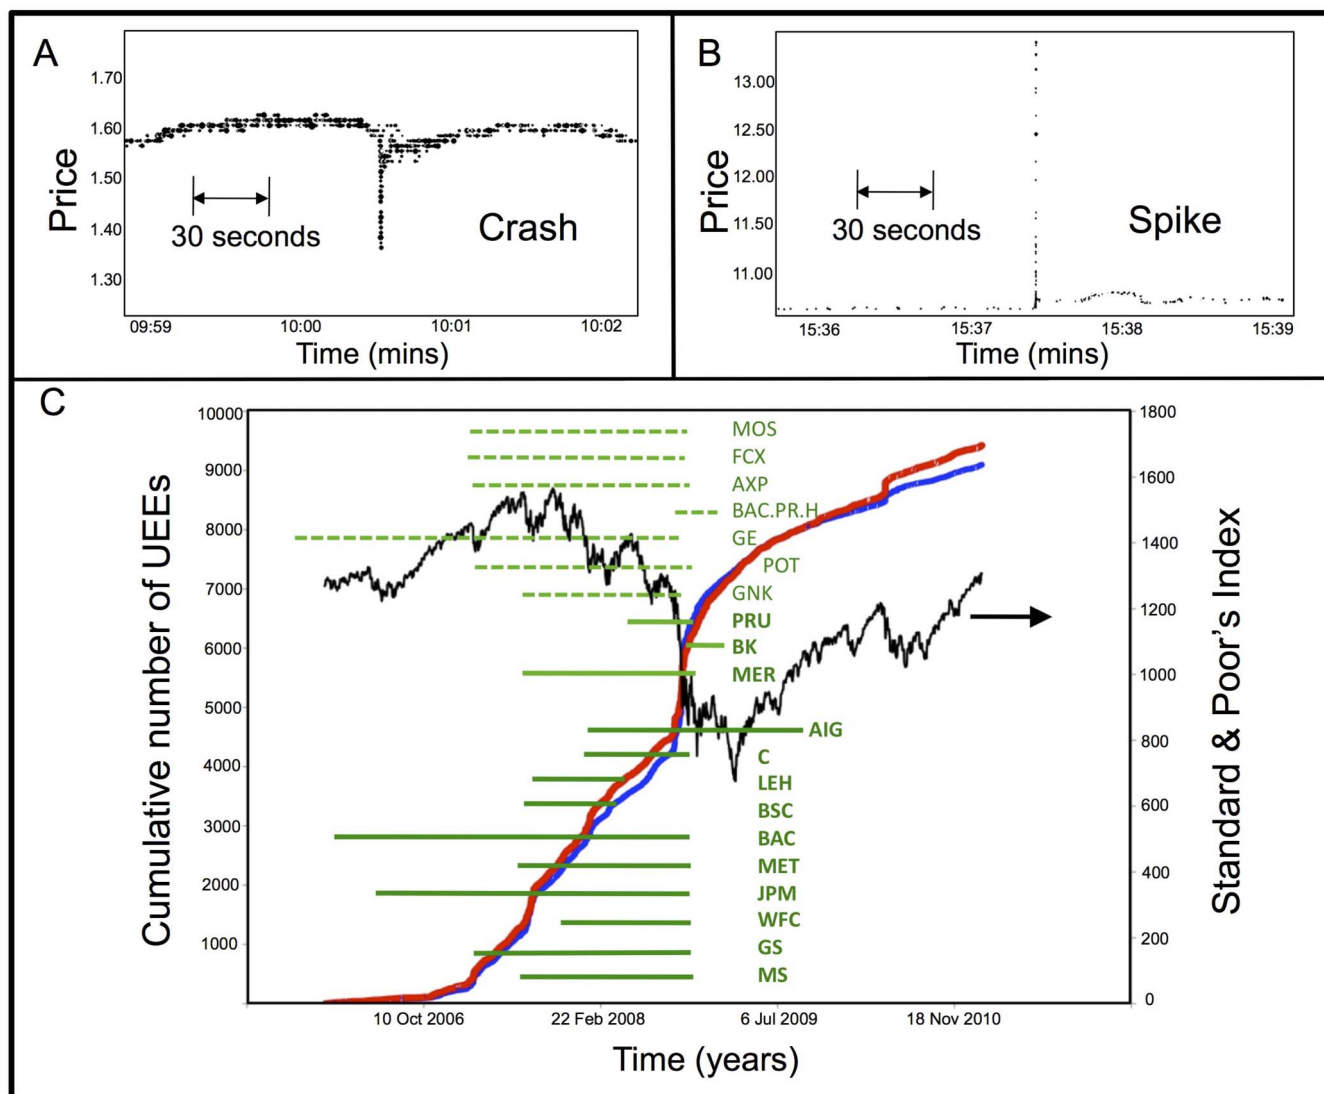 A
Price
1.70
1.60
1.50
1.40
1.30
30 seconds
Crash
09:59
10:00
10:01
10:02
Time (mins)
B
Price
13.00
12.50
12.00
11.50
11.00
30 seconds
Spike
15:36
15:37
15:38
15:39
Time (mins)
C
Cumulative number of UEEs
10000
9000
8000
7000
6000
5000
4000
3000
2000
1000
MOS
FCX
AXP
BAC.PR.H
GE
POT
GNK
PRU
BK
MER
AIG
C
LEH
BSC
BAC
MET
JPM
WFC
GS
MS
1800
1600
1400
1200
1000
800
600
400
200
0
Standard & Poor's Index
10 Oct 2006
22 Feb 2008
6 Jul 2009
18 Nov 2010
Time (years)